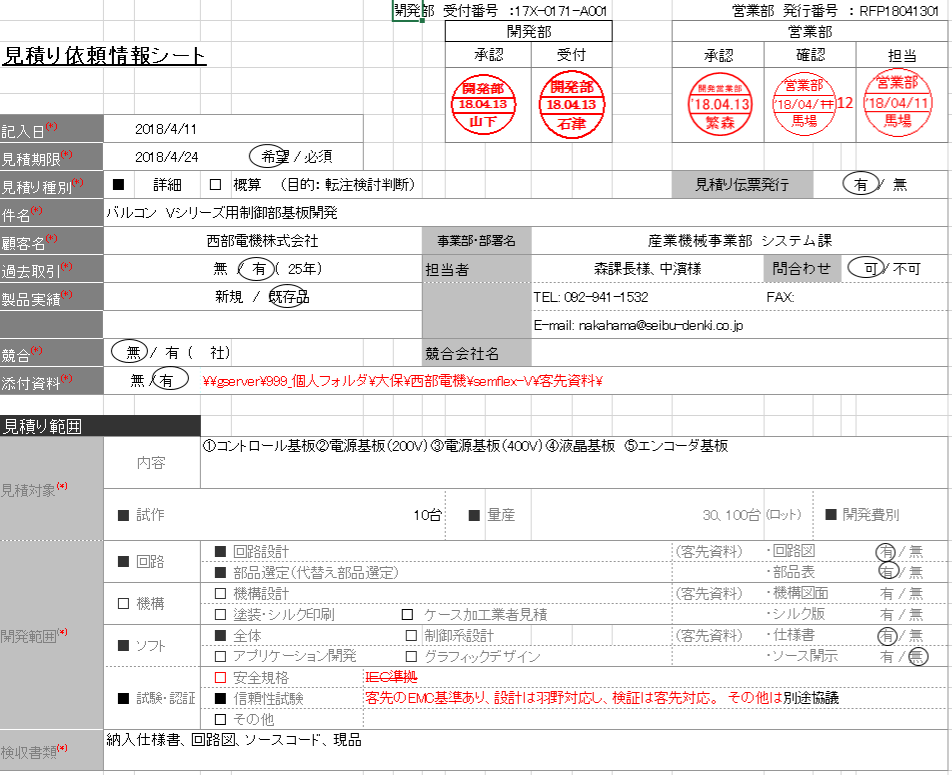 開発部 受付番号 :17X-0171-A001 営業部 発行番号 : RFP18041301
開発部 営業部
見積り依頼情報シート
承認 受付 承認 確認 担当
開発部 18.04.13 山下
開発部 18.04.13 石津
開発営業部 '18.04.13 繁森
営業部 '18/04/11 12 馬場
営業部 '18/04/11 馬場
記入日(*) 2018/4/11
見積期限(*) 2018/4/24 希望 / 必須
見積り種別(*) ■ 詳細 □ 概算 (目的: 転注検討判断) 見積り伝票発行 有 / 無
件名(*) バルコン Vシリーズ用制御部基板開発
顧客名(*) 西部電機株式会社 事業部・部署名 産業機械事業部 システム課
過去取引(*) 無 / 有 ( 25年) 担当者 森課長様、中濱様 問合わせ 可 / 不可
製品実績(*) 新規 / 既存品 TEL: 092-941-1532 FAX:
E-mail: nakahama@seibu-denki.co.jp
競合(*) 無 / 有 ( 社) 競合会社名
添付資料(*) 無 / 有 ¥¥gserver¥999_個人フォルダ¥大保¥西部電機¥semflex-V¥客先資料¥
見積り範囲
見積対象(*) 内容 ①コントロール基板②電源基板(200V)③電源基板(400V)④液晶基板 ⑤エンコーダ基板
■ 試作 10台 ■ 量産 30、100台 (ロット) ■ 開発費別
開発範囲(*) ■ 回路 ■ 回路設計 (客先資料) ・回路図 有 / 無
■ 部品選定(代替え部品選定) ・部品表 有 / 無
□ 機構 □ 機構設計 (客先資料) ・機構図面 有 / 無
□ 塗装・シルク印刷 □ ケース加工業者見積 ・シルク版 有 / 無
■ ソフト ■ 全体 □ 制御系設計 (客先資料) ・仕様書 有 / 無
□ アプリケーション開発 □ グラフィックデザイン ・ソース開示 有 / 無
■ 試験・認証 □ 安全規格 IEC準拠
■ 信頼性試験 客先のEMC基準あり、設計は羽野対応し、検証は客先対応。 その他は別途協議
□ その他
検収書類(*) 納入仕様書、回路図、ソースコード、現品